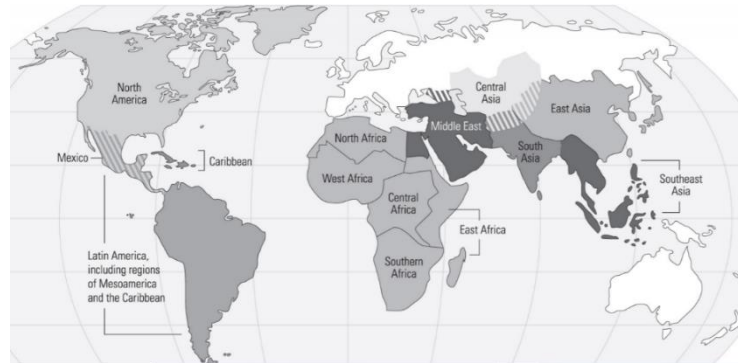 North
America
Mexico
Caribbean
Latin America,
including regions
of Mesoamerica
and the Caribbean
North Africa
West Africa
Central
Africa
East Africa
Southern
Africa
Middle East
Central
Asia
East Asia
South
Asia
Southeast
Asia